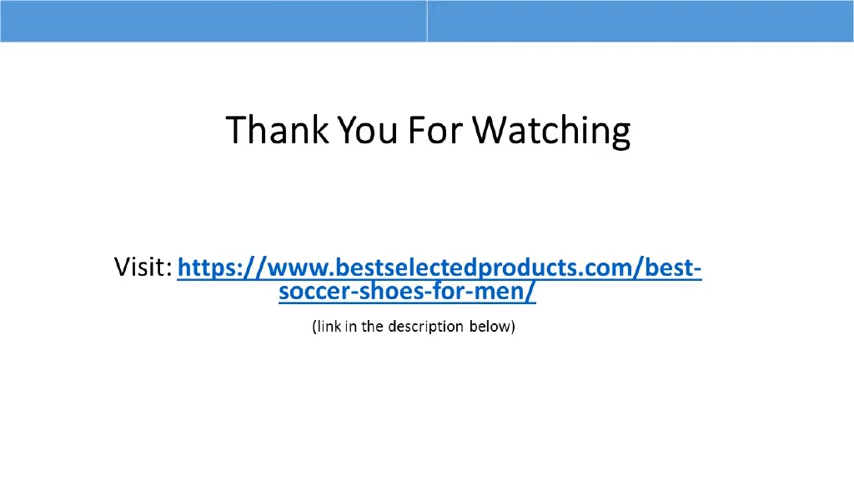 Thank You For Watching
Visit: https://www.bestselectedproducts.com/best-
soccer-shoes-for-men/
(link in the description below)